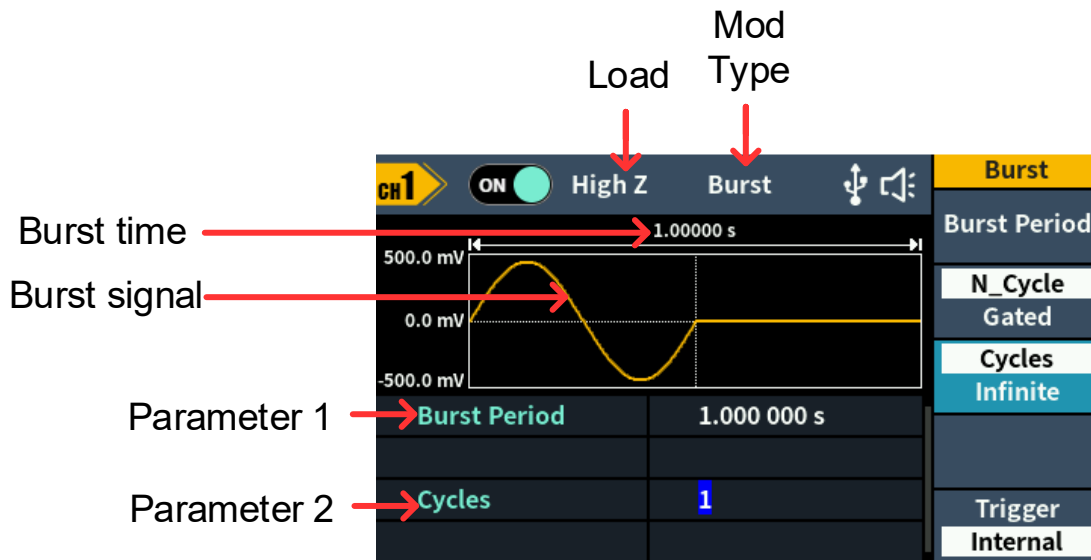 Mod
Type
Load
CH1
ON
High Z
Burst
Burst
Burst time
1.00000 s
Burst Period
500.0 mV
Burst signal
N_Cycle
Gated
0.0 mV
Cycles
Infinite
-500.0 mV
Parameter 1
Burst Period
1.000 000 s
Parameter 2
Cycles
1
Trigger
Internal